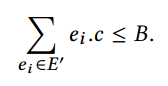 ∑ e_i.c ≤ B.
e_i∈E′